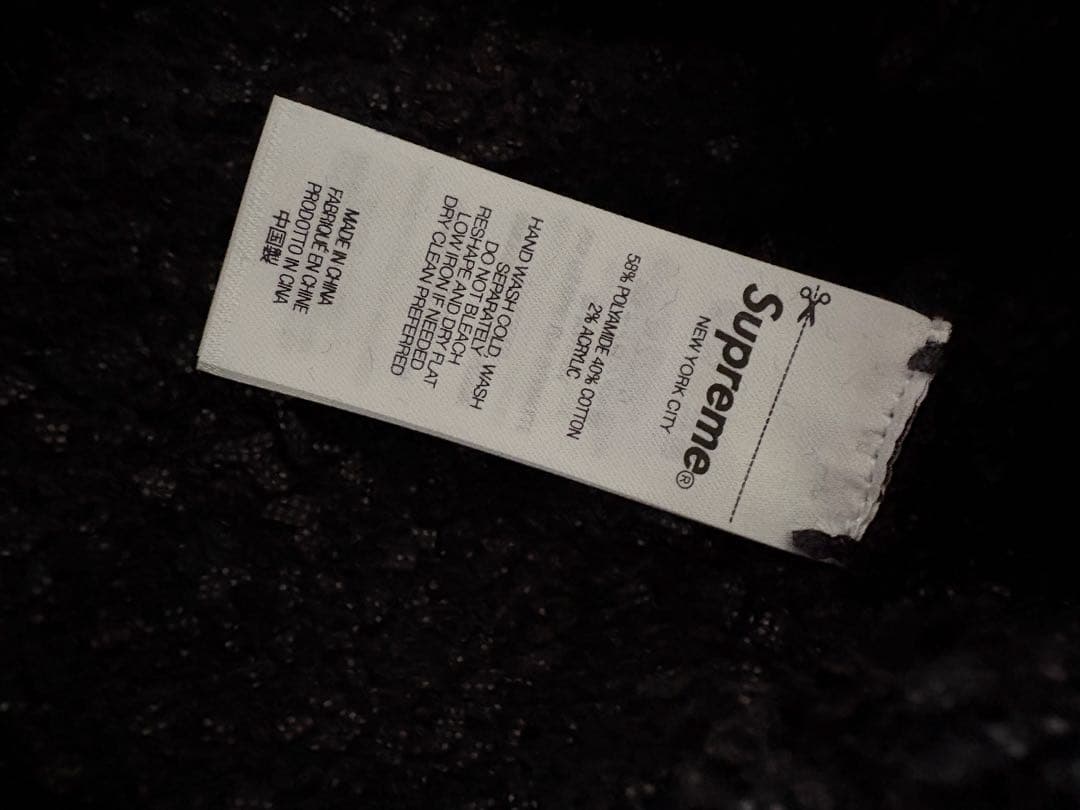 Supreme®
NEW YORK CITY
58% POLYAMIDE 40% COTTON
2% ACRYLIC
HAND WASH COLD WASH
SEPARATELY
DO NOT BLEACH
RESHAPE AND DRY FLAT
LOW IRON IF NEEDED
DRY CLEAN PREFERRED
MADE IN CHINA
FABRIQUÉ EN CHINE
PRODOTTO IN CINA
中国製